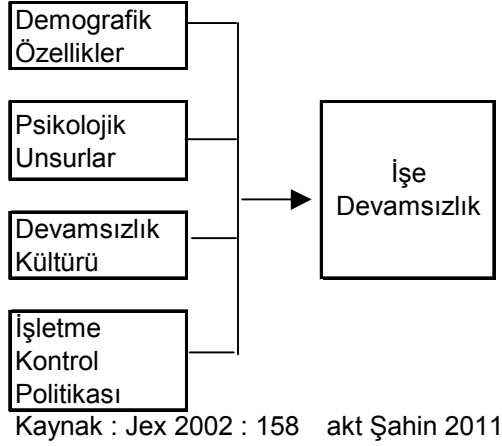 Demografik
Özellikler
Psikolojik
Unsurlar
Devamsızlık
Kültürü
İşletme
Kontrol
Politikası
İşe
Devamsızlık
Kaynak : Jex 2002 : 158 akt Şahin 2011